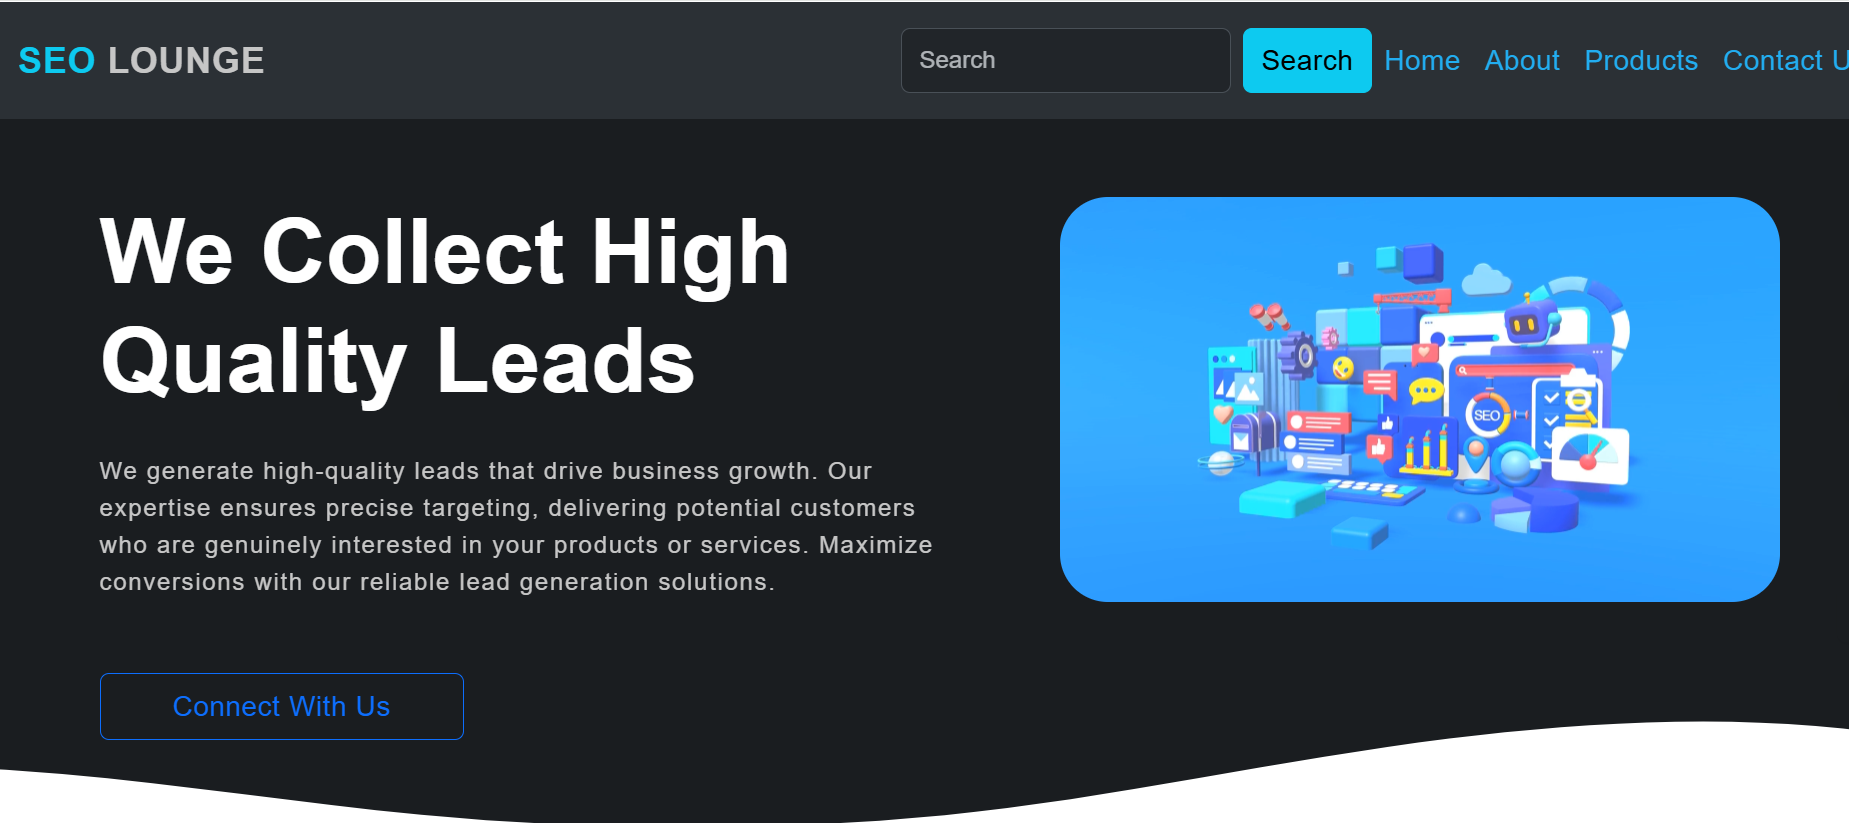 SEO LOUNGE
Search
Search
Home
About
Products
Contact U
We Collect High
Quality Leads
We generate high-quality leads that drive business growth. Our
expertise ensures precise targeting, delivering potential customers
who are genuinely interested in your products or services. Maximize
conversions with our reliable lead generation solutions.
SEO
Connect With Us